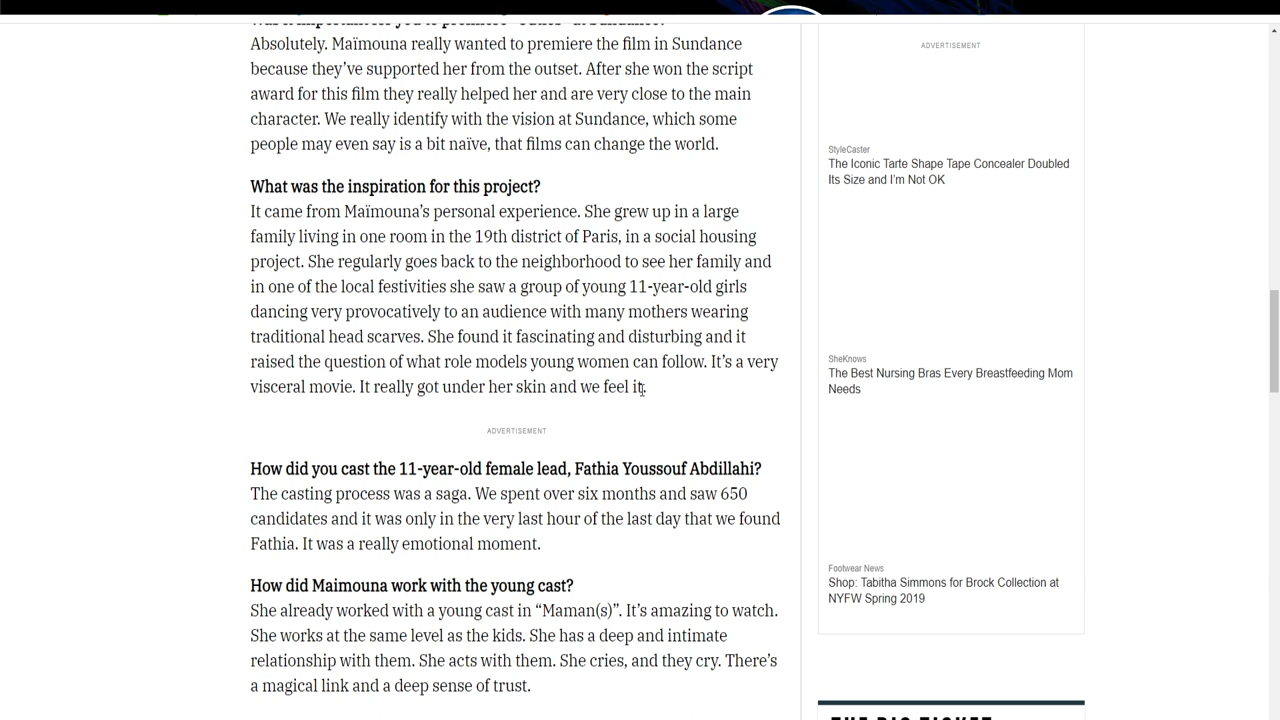 Was it important for you to premiere “Cuties” at Sundance?
Absolutely. Maïmouna really wanted to premiere the film in Sundance
because they’ve supported her from the outset. After she won the script
award for this film they really helped her and are very close to the main
character. We really identify with the vision at Sundance, which some
people may even say is a bit naïve, that films can change the world.
What was the inspiration for this project?
It came from Maïmouna’s personal experience. She grew up in a large
family living in one room in the 19th district of Paris, in a social housing
project. She regularly goes back to the neighborhood to see her family and
in one of the local festivities she saw a group of young 11-year-old girls
dancing very provocatively to an audience with many mothers wearing
traditional head scarves. She found it fascinating and disturbing and it
raised the question of what role models young women can follow. It’s a very
visceral movie. It really got under her skin and we feel it.
ADVERTISEMENT
How did you cast the 11-year-old female lead, Fathia Youssouf Abdillahi?
The casting process was a saga. We spent over six months and saw 650
candidates and it was only in the very last hour of the last day that we found
Fathia. It was a really emotional moment.
How did Maimouna work with the young cast?
She already worked with a young cast in “Maman(s)”. It’s amazing to watch.
She works at the same level as the kids. She has a deep and intimate
relationship with them. She acts with them. She cries, and they cry. There’s
a magical link and a deep sense of trust.
ADVERTISEMENT
StyleCaster
The Iconic Tarte Shape Tape Concealer Doubled
Its Size and I’m Not OK
SheKnows
The Best Nursing Bras Every Breastfeeding Mom
Needs
Footwear News
Shop: Tabitha Simmons for Brock Collection at
NYFW Spring 2019
THE BIG TICKET